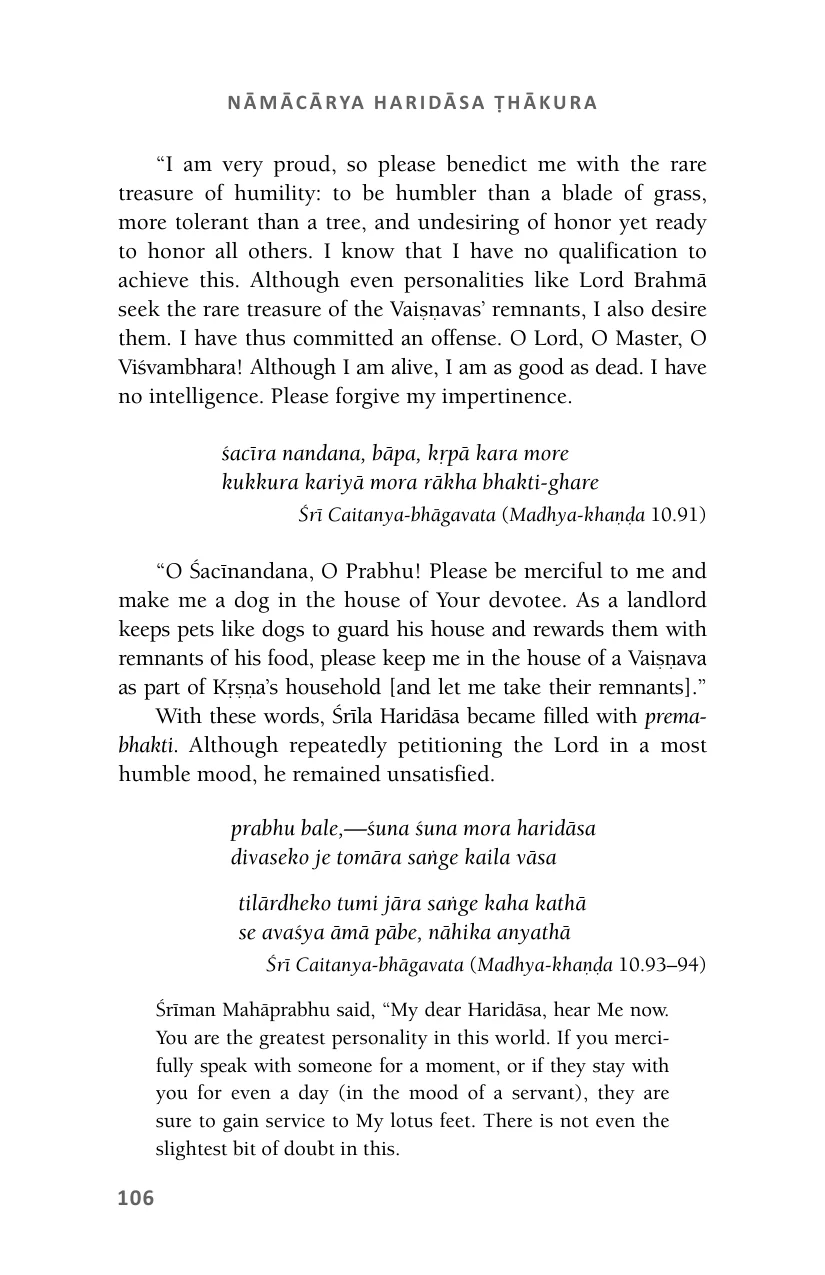 NĀMĀCĀRYA HARIDĀSA ṬHĀKURA
“I am very proud, so please benedict me with the rare
treasure of humility: to be humbler than a blade of grass,
more tolerant than a tree, and undesiring of honor yet ready
to honor all others. I know that I have no qualification to
achieve this. Although even personalities like Lord Brahmā
seek the rare treasure of the Vaiṣṇavas’ remnants, I also desire
them. I have thus committed an offense. O Lord, O Master, O
Viśvambhara! Although I am alive, I am as good as dead. I have
no intelligence. Please forgive my impertinence.
śacīra nandana, bāpa, kṛpā kara more
kukkura kariyā mora rākha bhakti-ghare
Śrī Caitanya-bhāgavata (Madhya-khaṇḍa 10.91)
“O Śacīnandana, O Prabhu! Please be merciful to me and
make me a dog in the house of Your devotee. As a landlord
keeps pets like dogs to guard his house and rewards them with
remnants of his food, please keep me in the house of a Vaiṣṇava
as part of Kṛṣṇa’s household [and let me take their remnants].”
With these words, Śrīla Haridāsa became filled with prema-
bhakti. Although repeatedly petitioning the Lord in a most
humble mood, he remained unsatisfied.
prabhu bale,—śuna śuna mora haridāsa
divaseko je tomāra saṅge kaila vāsa
tilārdheko tumi jāra saṅge kaha kathā
se avaśya āmā pābe, nāhika anyathā
Śrī Caitanya-bhāgavata (Madhya-khaṇḍa 10.93–94)
Śrīman Mahāprabhu said, “My dear Haridāsa, hear Me now.
You are the greatest personality in this world. If you merci-
fully speak with someone for a moment, or if they stay with
you for even a day (in the mood of a servant), they are
sure to gain service to My lotus feet. There is not even the
slightest bit of doubt in this.
106